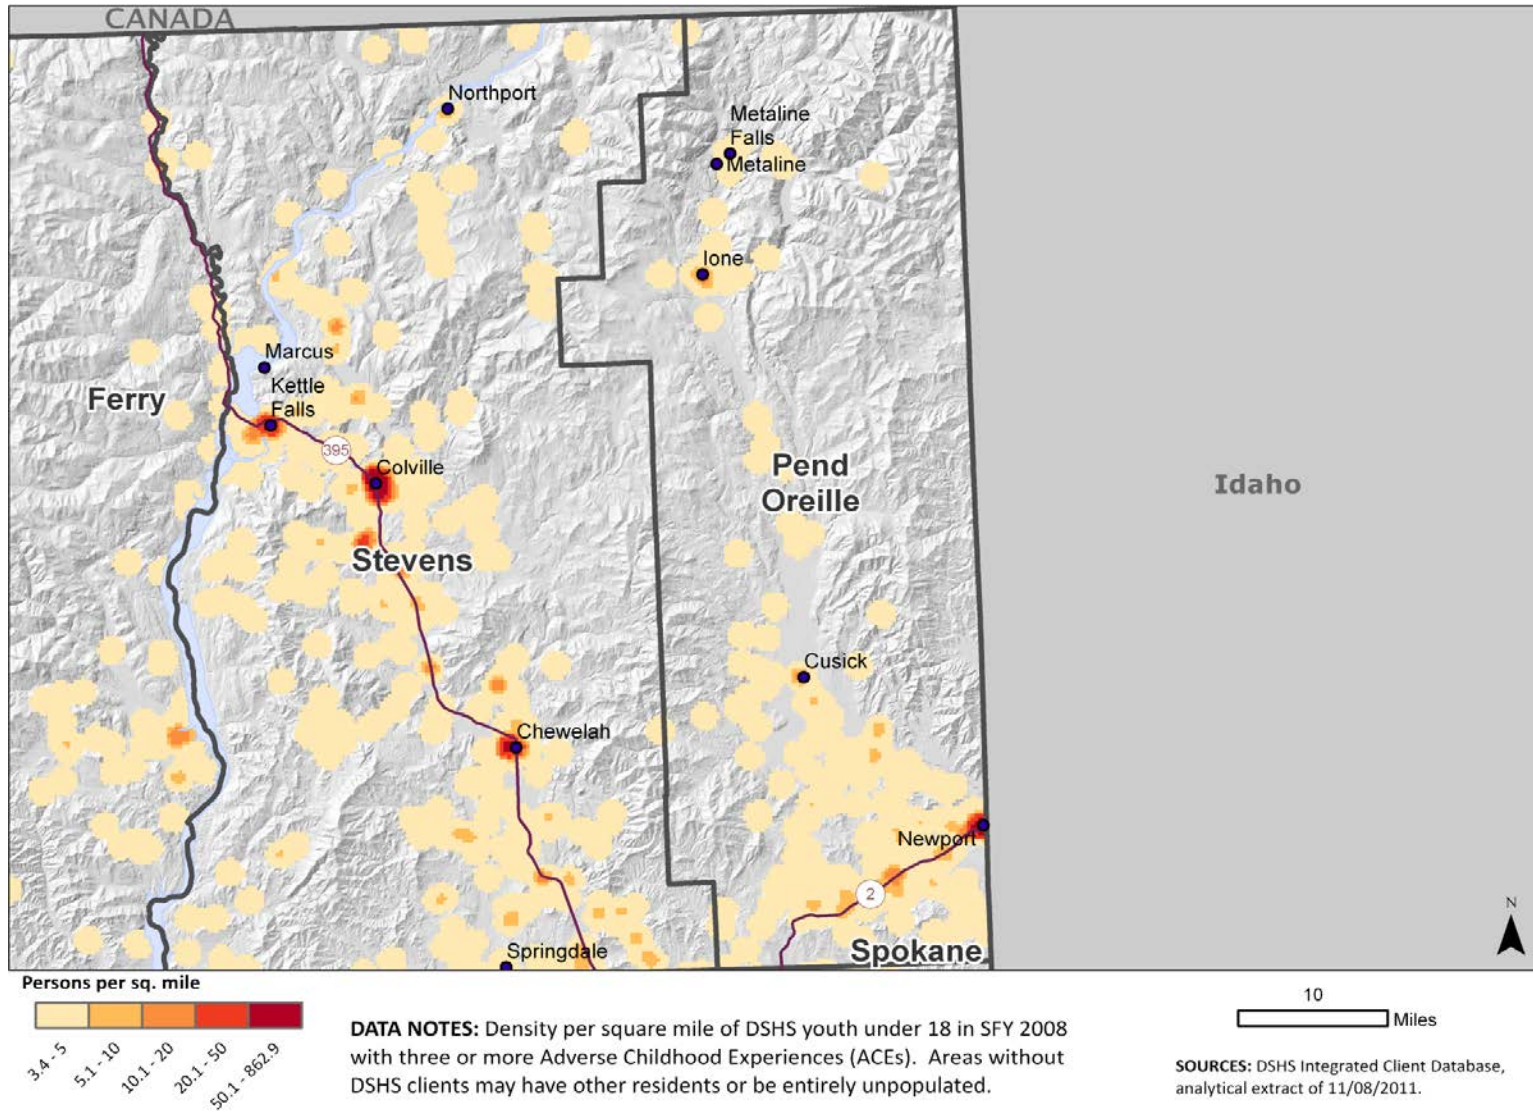 CANADA
Northport
Metaline
Falls
Metaline
Ione
Marcus
Kettle
Falls
Ferry
395
Colville
Pend
Oreille
Idaho
Stevens
Cusick
Chewelah
Newport
2
Springdale
Spokane
N
Persons per sq. mile
3.4 - 5
5.1 - 10
10.1 - 20
20.1 - 50
50.1 - 862.9
DATA NOTES: Density per square mile of DSHS youth under 18 in SFY 2008
with three or more Adverse Childhood Experiences (ACEs). Areas without
DSHS clients may have other residents or be entirely unpopulated.
10
Miles
SOURCES: DSHS Integrated Client Database,
analytical extract of 11/08/2011.